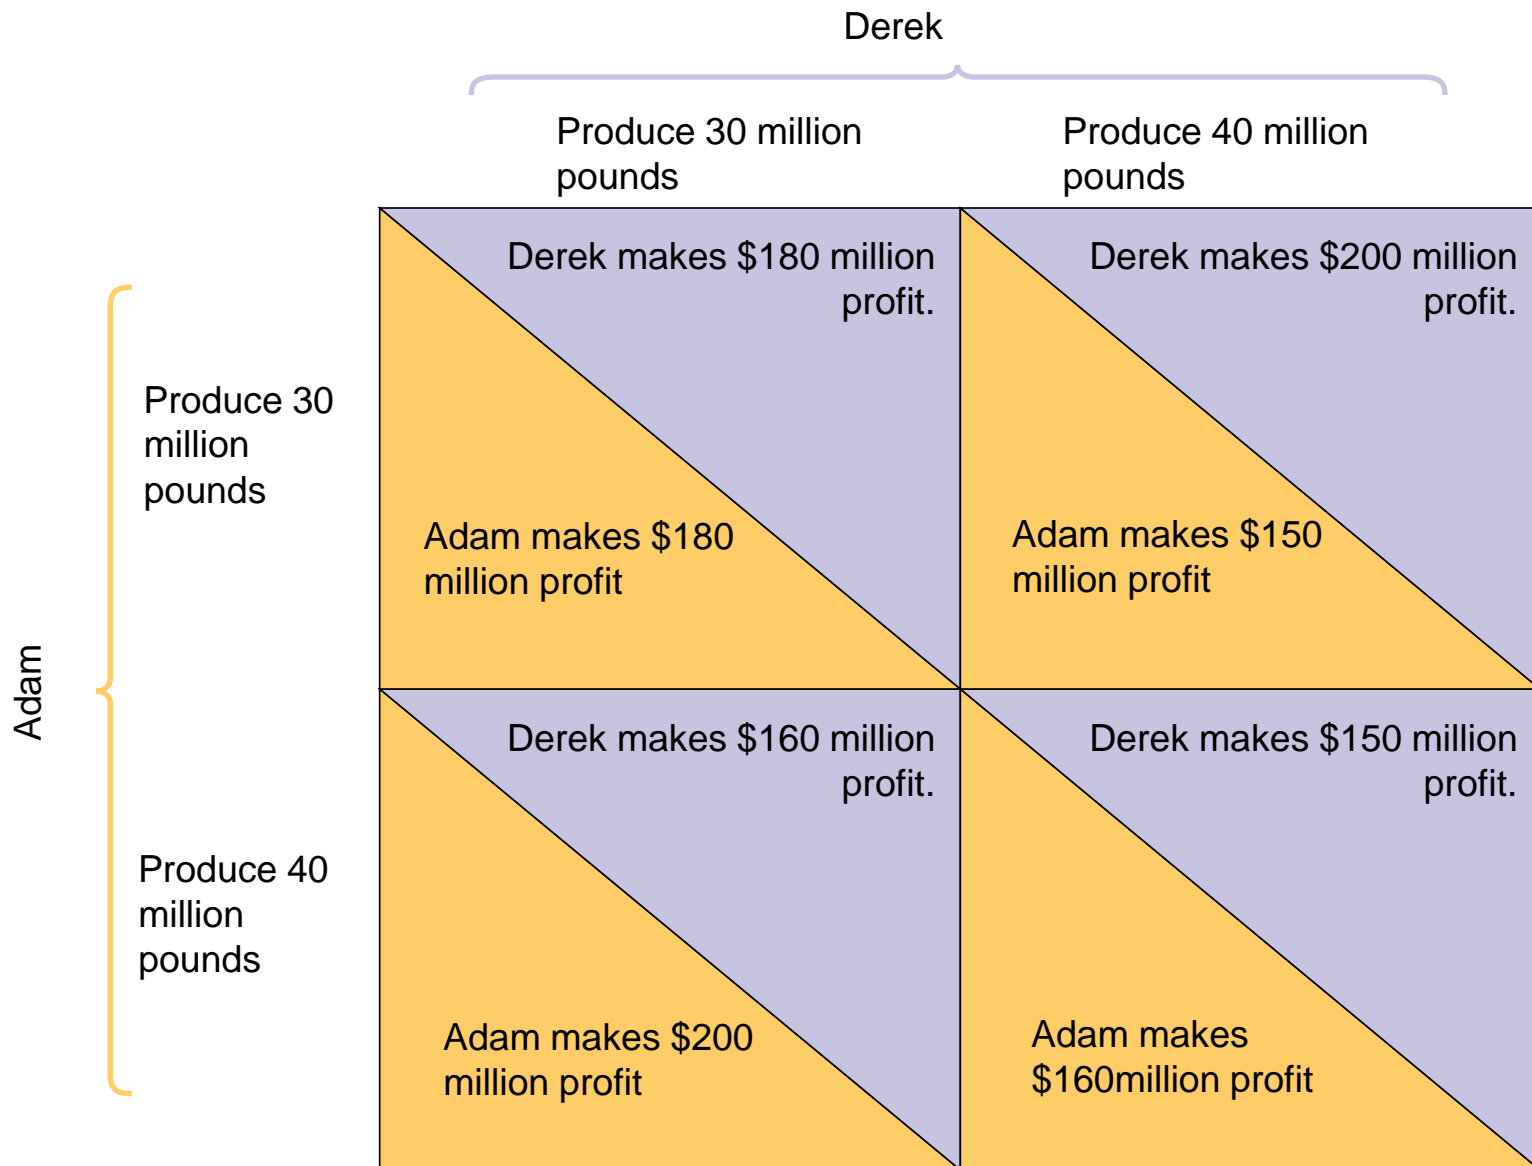 Derek
Produce 30 million
pounds
Produce 40 million
pounds
Derek makes $180 million
profit.
Derek makes $200 million
profit.
Adam
Produce 30
million
pounds
Adam makes $180
million profit
Adam makes $150
million profit
Derek makes $160 million
profit.
Derek makes $150 million
profit.
Produce 40
million
pounds
Adam makes $200
million profit
Adam makes
$160million profit